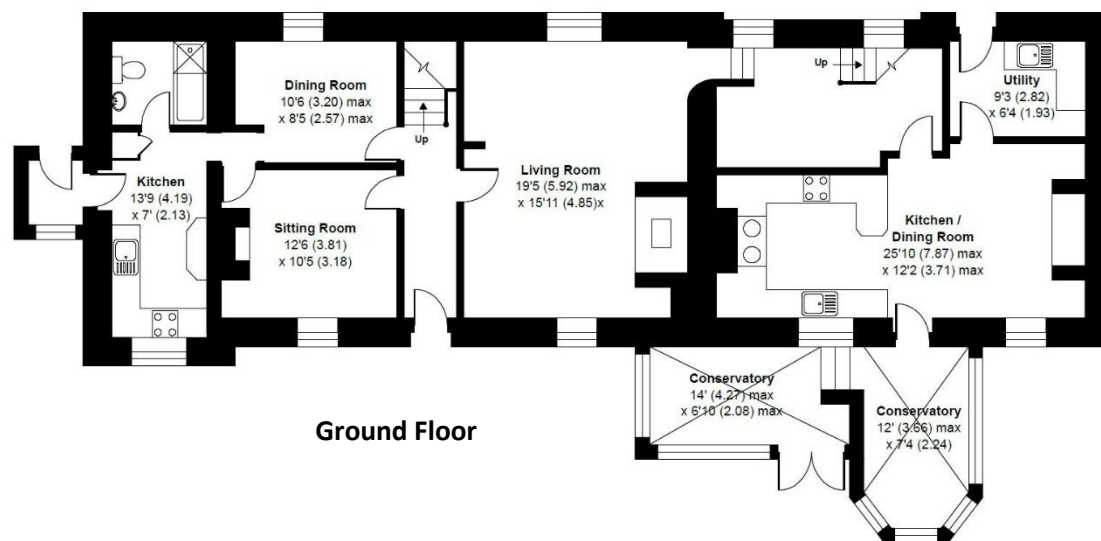 Dining Room
10'6 (3.20) max
x 8'5 (2.57) max
Up
Kitchen
13'9 (4.19)
x 7' (2.13)
Sitting Room
12'6 (3.81)
x 10'5 (3.18)
Living Room
19'5 (5.92) max
x 15'11 (4.85)x
Up
Utility
9'3 (2.82)
x 6'4 (1.93)
Kitchen /
Dining Room
25'10 (7.87) max
x 12'2 (3.71) max
Conservatory
14' (4.27) max
x 6'10 (2.08) max
Conservatory
12' (3.66) max
x 7'4 (2.24)
Ground Floor